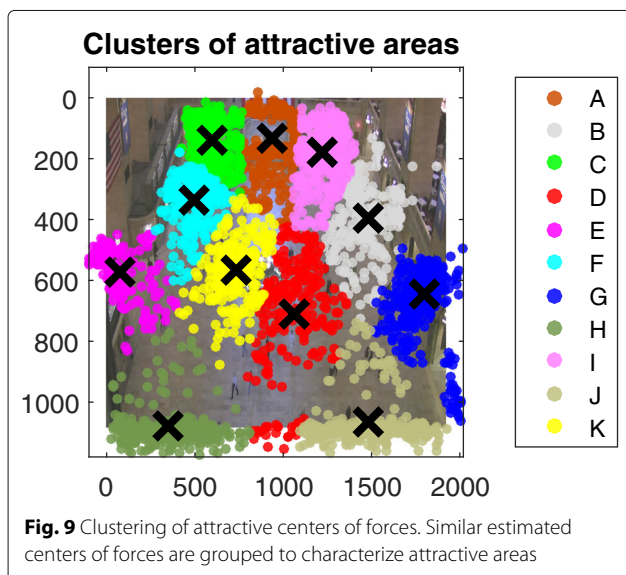 Clusters of attractive areas
0
200
400
600
800
1000
0 500 1000 1500 2000
A
B
C
D
E
F
G
H
I
J
K
Fig. 9 Clustering of attractive centers of forces. Similar estimated
centers of forces are grouped to characterize attractive areas